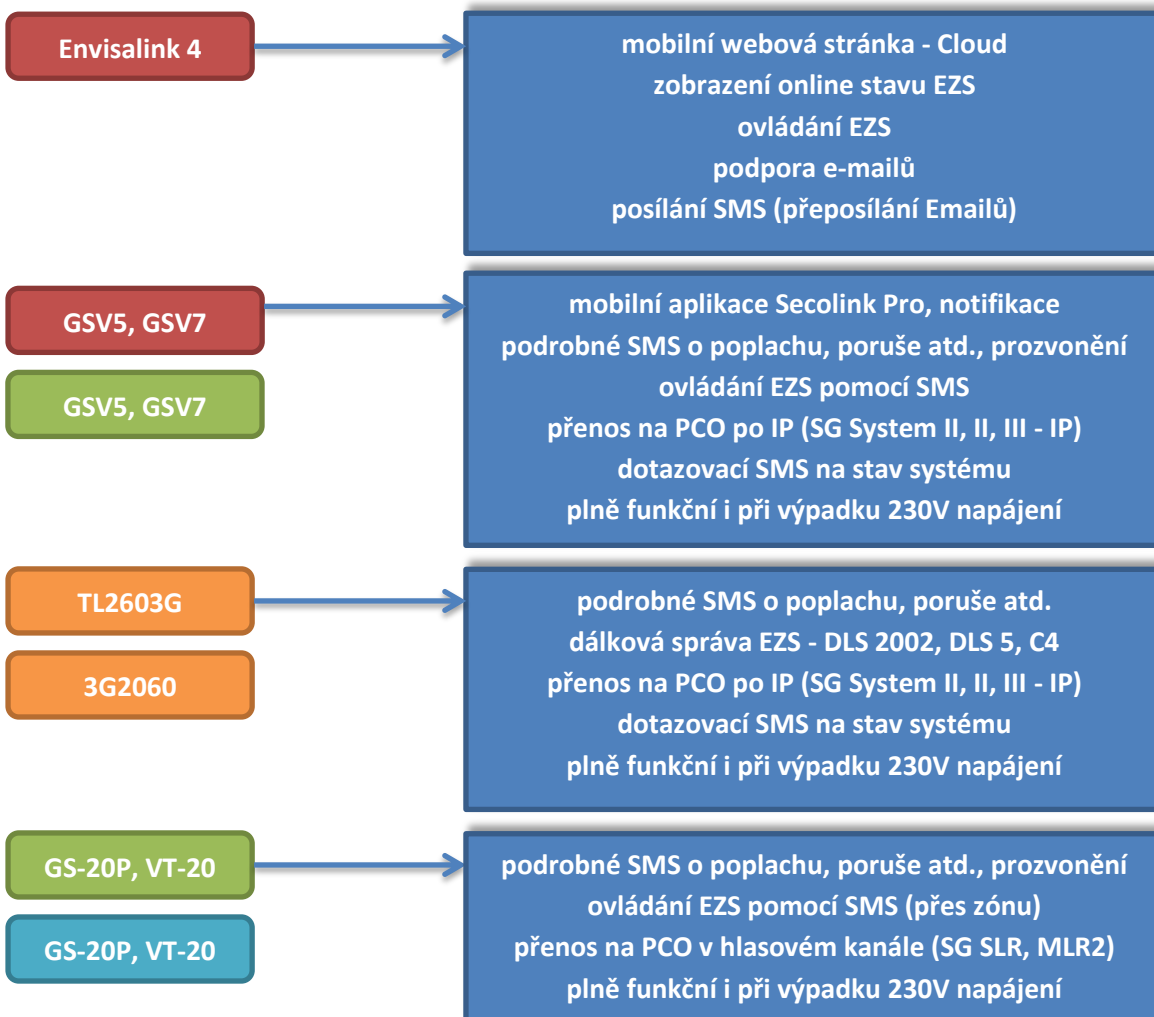 Envisalink 4
mobilní webová stránka - Cloud
zobrazení online stavu EZS
ovládání EZS
podpora e-mailů
posílání SMS (přeposílání Emailů)
GSV5, GSV7
GSV5, GSV7
mobilní aplikace Secolink Pro, notifikace
podrobné SMS o poplachu, poruše atd., prozvonění
ovládání EZS pomocí SMS
přenos na PCO po IP (SG System II, II, III - IP)
dotazovací SMS na stav systému
plně funkční i při výpadku 230V napájení
TL2603G
3G2060
podrobné SMS o poplachu, poruše atd.
dálková správa EZS - DLS 2002, DLS 5, C4
přenos na PCO po IP (SG System II, II, III - IP)
dotazovací SMS na stav systému
plně funkční i při výpadku 230V napájení
GS-20P, VT-20
GS-20P, VT-20
podrobné SMS o poplachu, poruše atd., prozvonění
ovládání EZS pomocí SMS (přes zónu)
přenos na PCO v hlasovém kanále (SG SLR, MLR2)
plně funkční i při výpadku 230V napájení